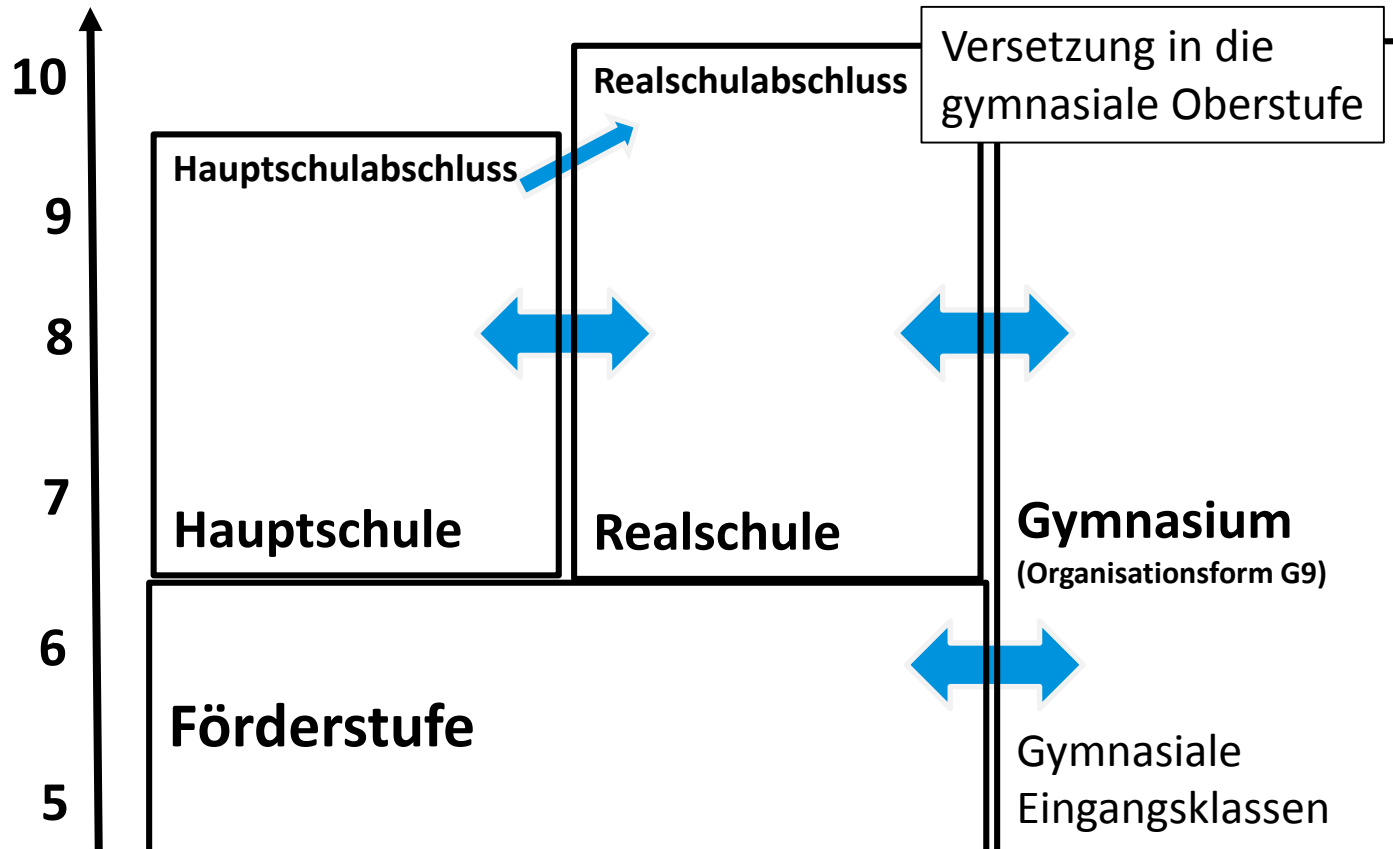 Versetzung in die
gymnasiale Oberstufe
10
Realschulabschluss
Hauptschulabschluss
9
8
7
Hauptschule
Realschule
Gymnasium
(Organisationsform G9)
6
Förderstufe
Gymnasiale
Eingangsklassen
5